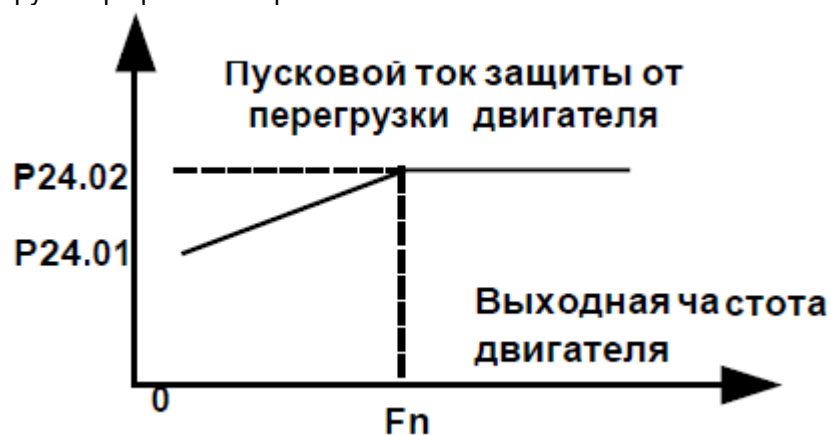 Пусковой ток защиты от
перегрузки двигателя
P24.02
P24.01
Выходная частота
двигателя
0
Fn